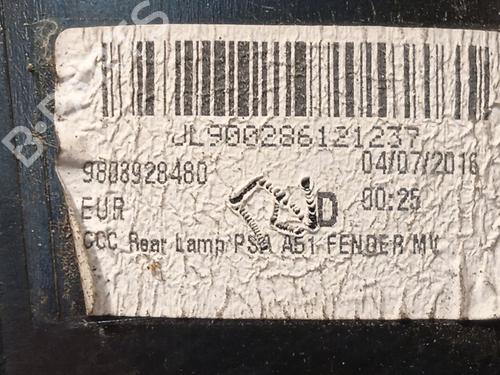 JL900286121237
9808928480 04/07/2016
EUR D 00:25
CCC Rear Lamp PSA A51 FENDER MV